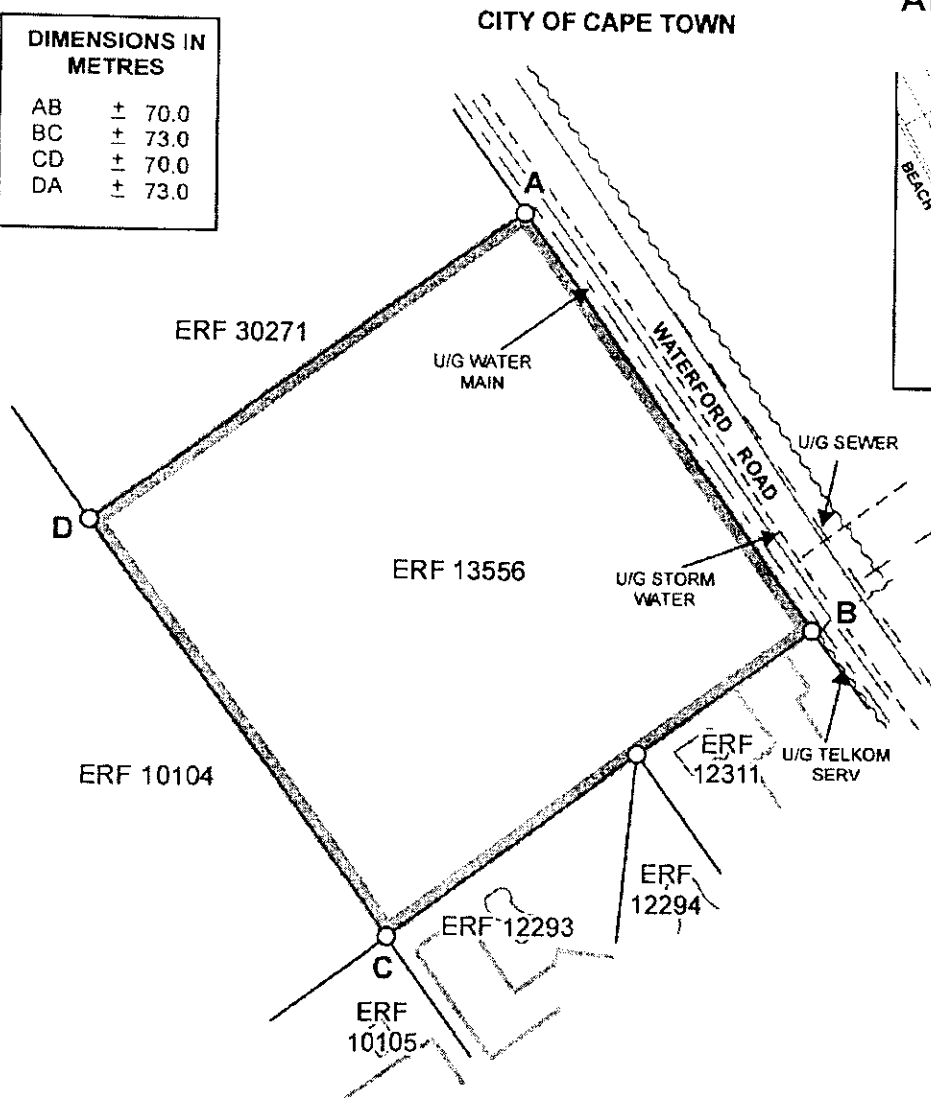 CITY OF CAPE TOWN
DIMENSIONS IN
METRES
AB ± 70.0
BC ± 73.0
CD ± 70.0
DA ± 73.0
BEACH
A
ERF 30271
U/G WATER
MAIN
WATERFORD ROAD
U/G SEWER
D
ERF 13556
U/G STORM
WATER
B
ERF
12311
U/G TELKOM
SERV
ERF 10104
ERF
12294
ERF 12293
C
ERF
10105